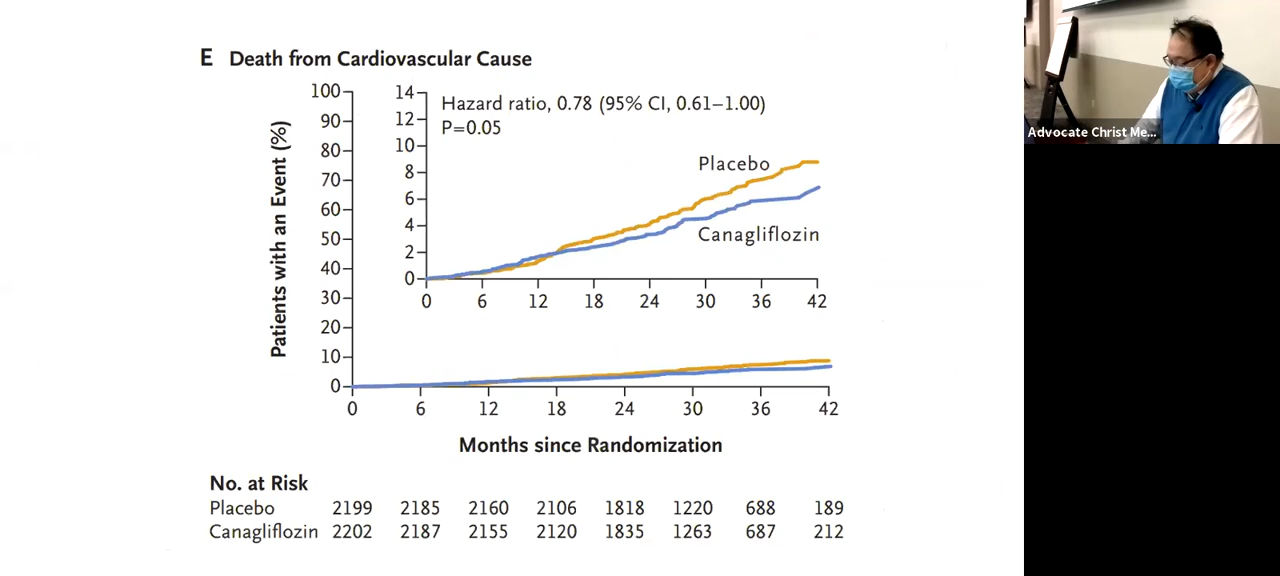 E Death from Cardiovascular Cause
100
90
80
70
60
50
40
30
20
10
0
Patients with an Event (%)
14
12
10
8
6
4
2
0
Hazard ratio, 0.78 (95% CI, 0.61–1.00)
P=0.05
Placebo
Canagliflozin
0 6 12 18 24 30 36 42
0 6 12 18 24 30 36 42
Months since Randomization
No. at Risk
Placebo 2199 2185 2160 2106 1818 1220 688 189
Canagliflozin 2202 2187 2155 2120 1835 1263 687 212
Advocate Christ Me...